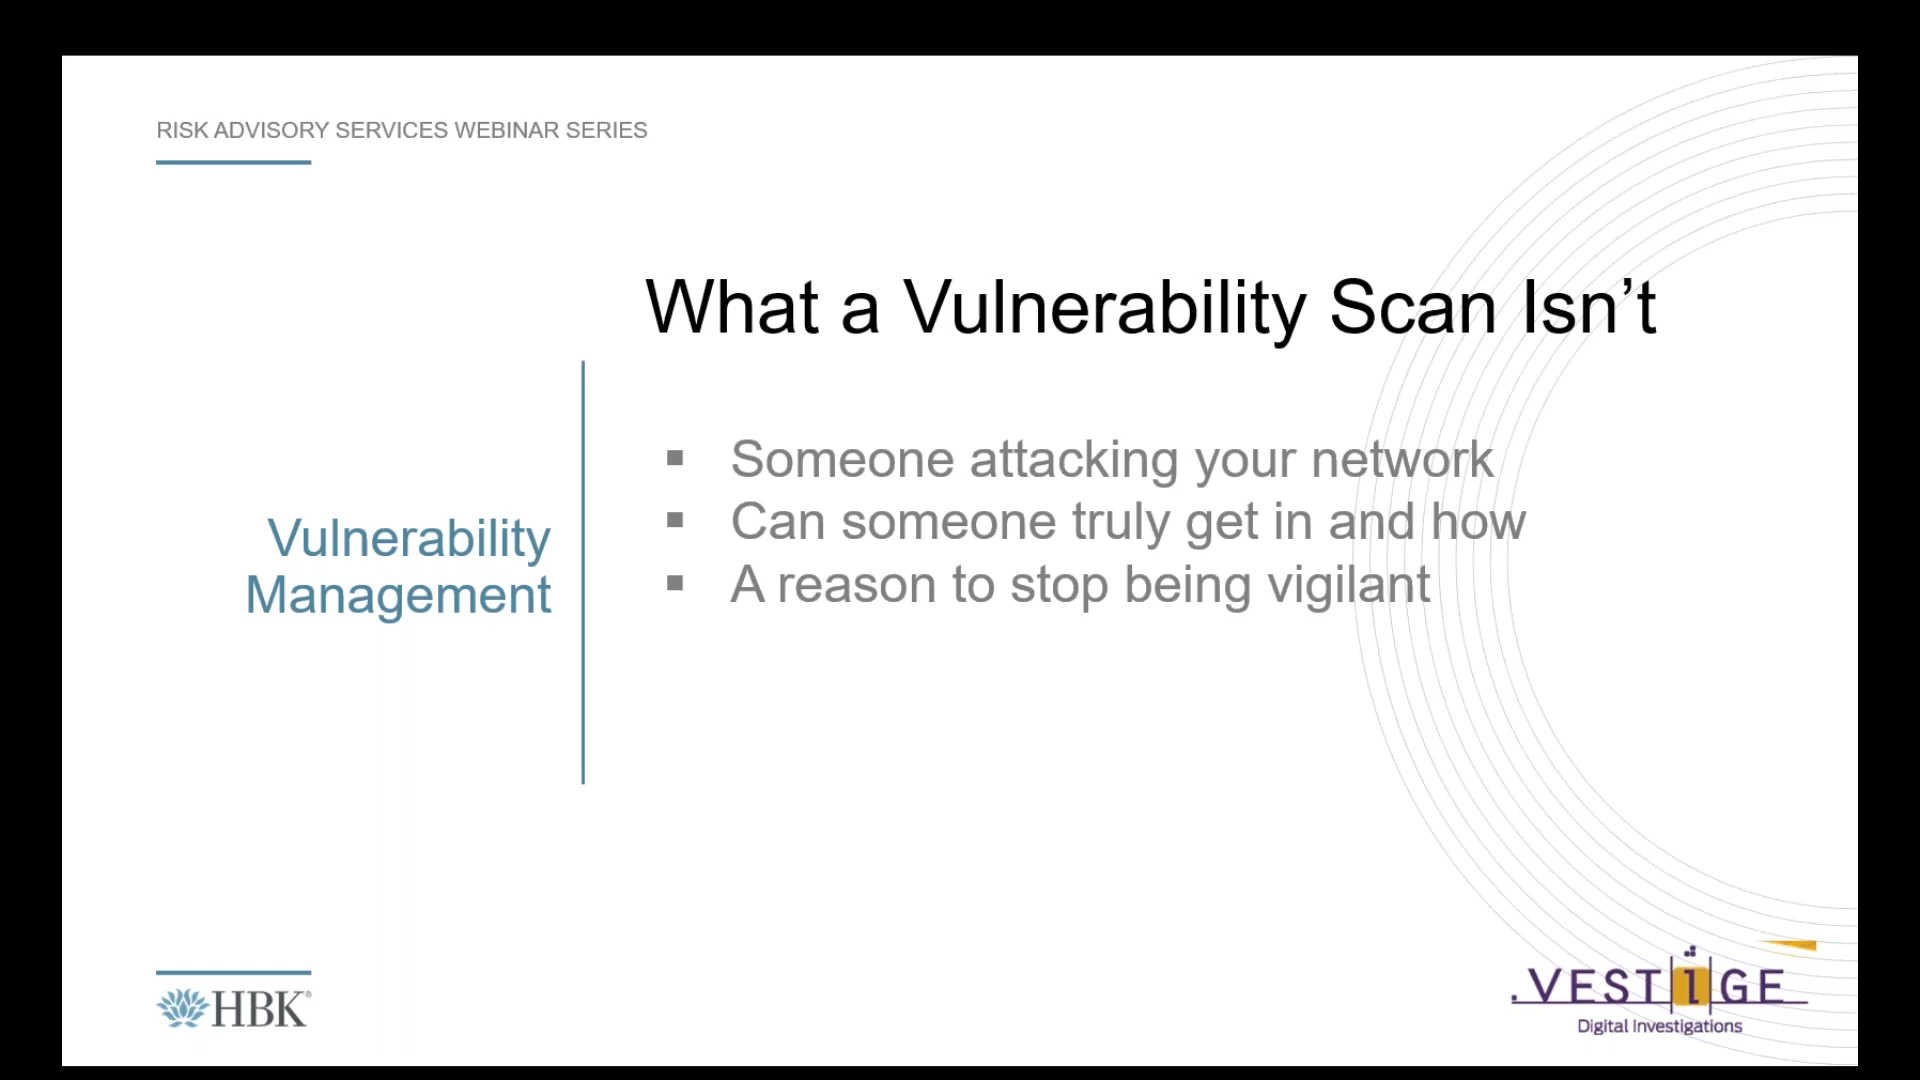 RISK ADVISORY SERVICES WEBINAR SERIES
What a Vulnerability Scan Isn’t
Vulnerability
Management
▪ Someone attacking your network
▪ Can someone truly get in and how
▪ A reason to stop being vigilant
HBK®
VESTIGE
Digital Investigations